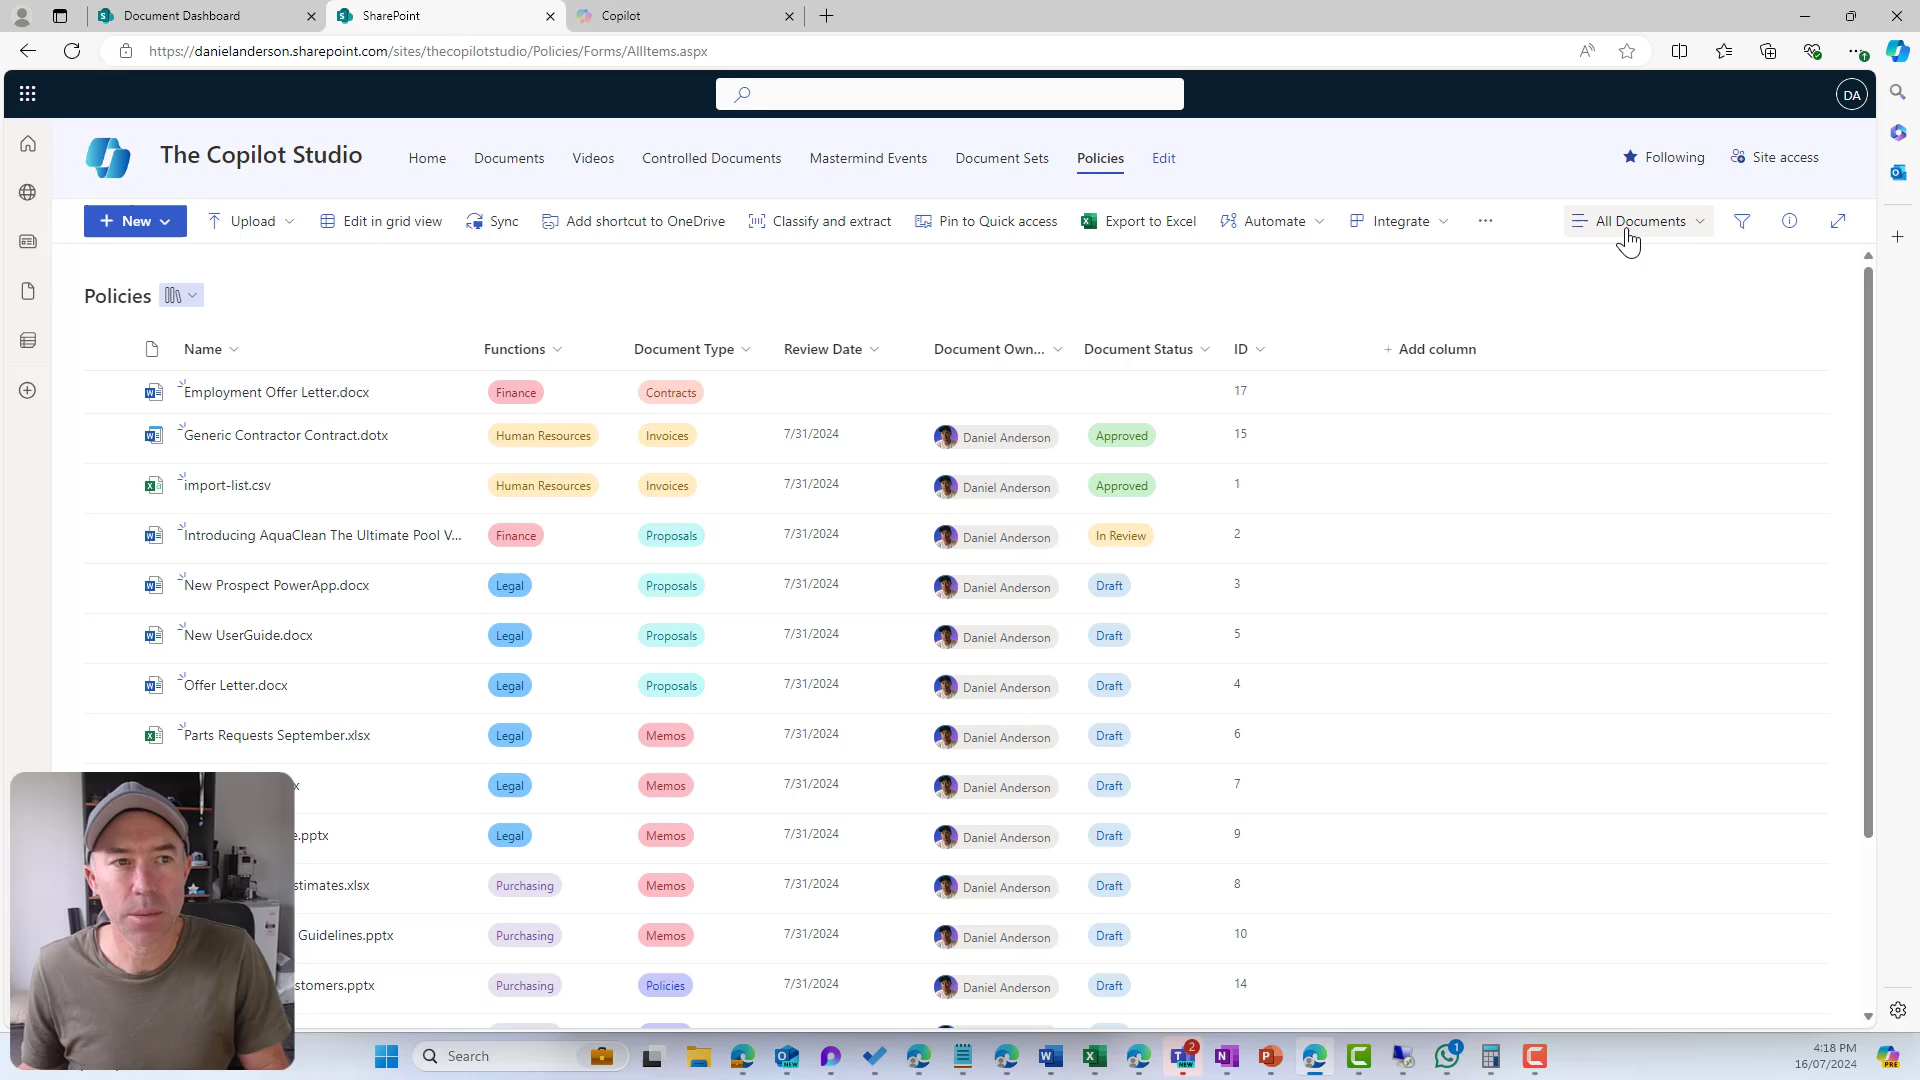 Document Dashboard
SharePoint
Copilot
https://danielanderson.sharepoint.com/sites/thecopilotstudio/Policies/Forms/AllItems.aspx
DA
The Copilot Studio
Home Documents Videos Controlled Documents Mastermind Events Document Sets Policies Edit
Following Site access
+ New Upload Edit in grid view Sync Add shortcut to OneDrive Classify and extract Pin to Quick access Export to Excel Automate Integrate ... All Documents
Policies
Name Functions Document Type Review Date Document Own... Document Status ID + Add column
Employment Offer Letter.docx Finance Contracts 17
Generic Contractor Contract.dotx Human Resources Invoices 7/31/2024 Daniel Anderson Approved 15
import-list.csv Human Resources Invoices 7/31/2024 Daniel Anderson Approved 1
Introducing AquaClean The Ultimate Pool V... Finance Proposals 7/31/2024 Daniel Anderson In Review 2
New Prospect PowerApp.docx Legal Proposals 7/31/2024 Daniel Anderson Draft 3
New UserGuide.docx Legal Proposals 7/31/2024 Daniel Anderson Draft 5
Offer Letter.docx Legal Proposals 7/31/2024 Daniel Anderson Draft 4
Parts Requests September.xlsx Legal Memos 7/31/2024 Daniel Anderson Draft 6
x Legal Memos 7/31/2024 Daniel Anderson Draft 7
e.pptx Legal Memos 7/31/2024 Daniel Anderson Draft 9
stimates.xlsx Purchasing Memos 7/31/2024 Daniel Anderson Draft 8
Guidelines.pptx Purchasing Memos 7/31/2024 Daniel Anderson Draft 10
stomers.pptx Purchasing Policies 7/31/2024 Daniel Anderson Draft 14
Search
2
1
4:18 PM
16/07/2024